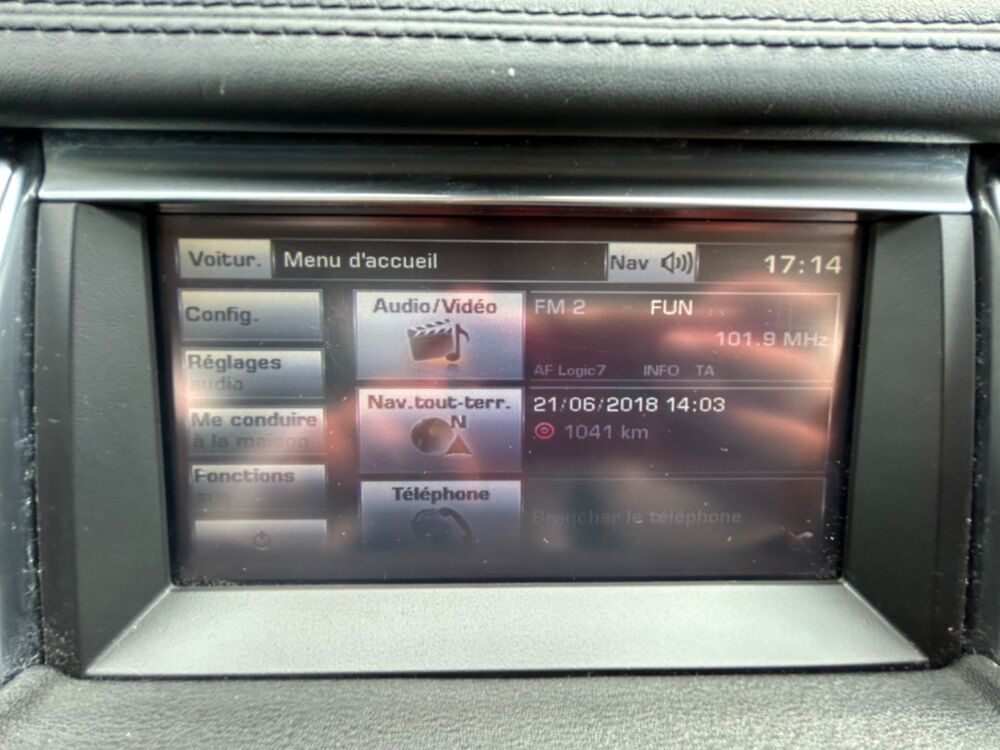 Voitur. Menu d'accueil Nav 17:14
Config.
Audio/Vidéo
FM 2 FUN
101.9 MHz
AF Logic7 INFO TA
Réglages
audio
Nav.tout-terr.
N
21/06/2018 14:03
1041 km
Me conduire
à la maison
Fonctions
Téléphone
Brancher le téléphone